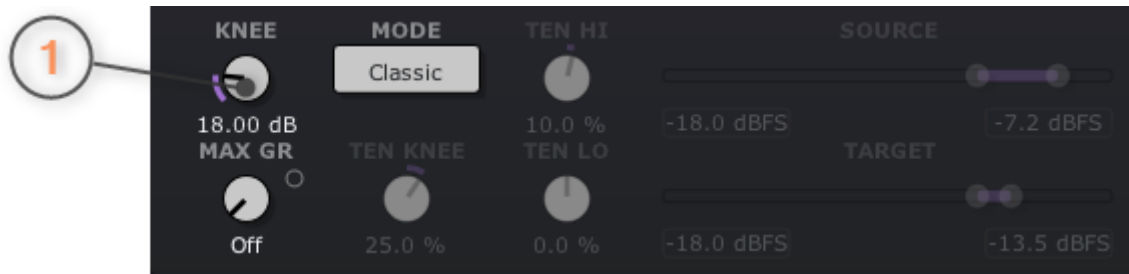 1
KNEE MODE TEN HI SOURCE
Classic
18.00 dB 10.0 % -18.0 dBFS -7.2 dBFS
MAX GR TEN KNEE TEN LO TARGET
Off 25.0 % 0.0 % -18.0 dBFS -13.5 dBFS